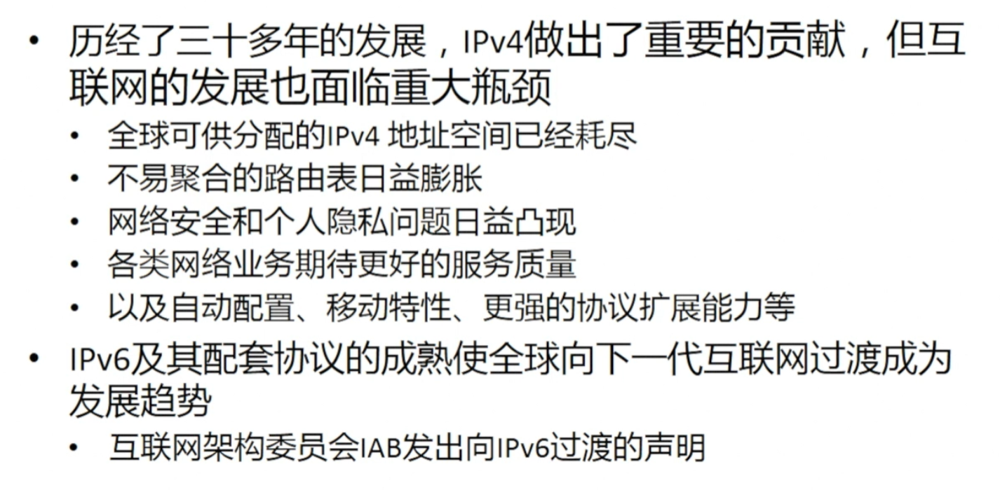 • 历经了三十多年的发展，IPv4做出了重要的贡献，但互
联网的发展也面临重大瓶颈
• 全球可供分配的IPv4 地址空间已经耗尽
• 不易聚合的路由表日益膨胀
• 网络安全和个人隐私问题日益凸现
• 各类网络业务期待更好的服务质量
• 以及自动配置、移动特性、更强的协议扩展能力等
• IPv6及其配套协议的成熟使全球向下一代互联网过渡成为
发展趋势
• 互联网架构委员会IAB发出向IPv6过渡的声明